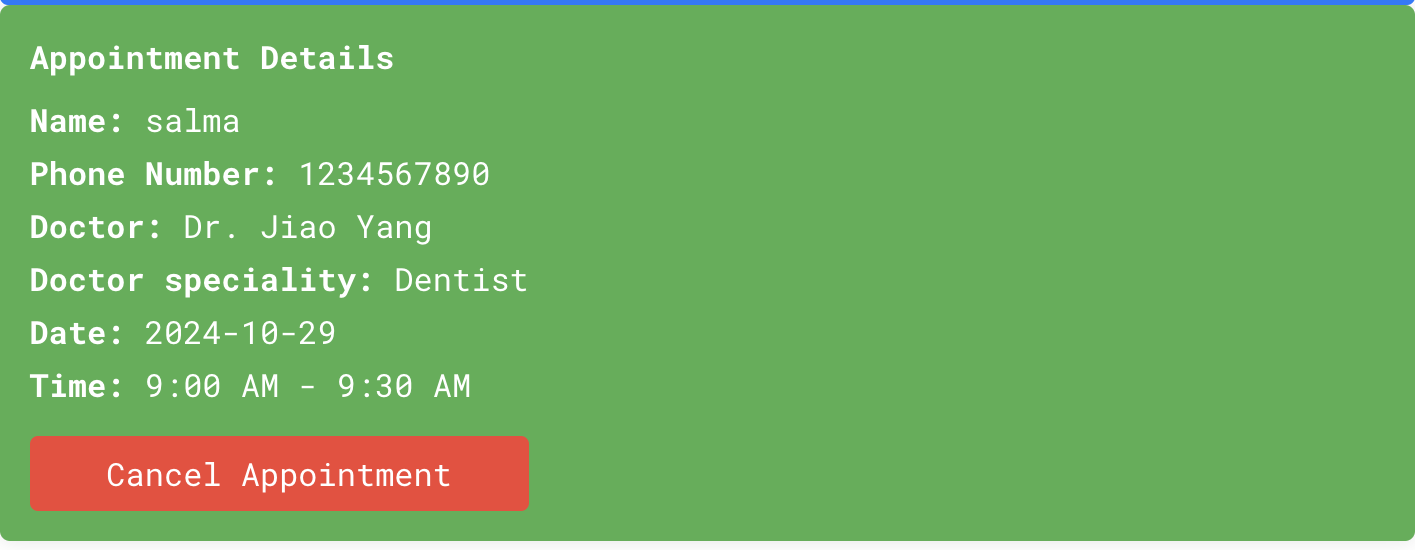 Appointment Details
Name: salma
Phone Number: 1234567890
Doctor: Dr. Jiao Yang
Doctor speciality: Dentist
Date: 2024-10-29
Time: 9:00 AM - 9:30 AM
Cancel Appointment